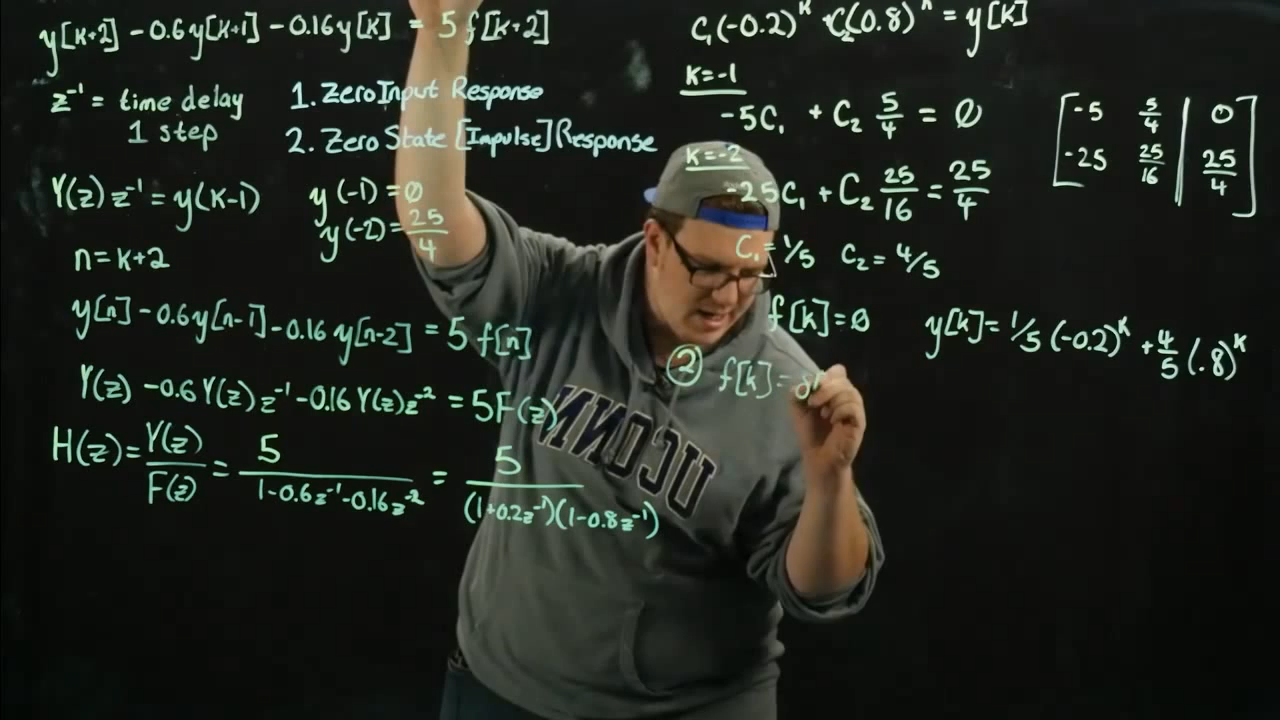 y[k+2] - 0.6y[k+1] - 0.16y[k] = 5f[k+2]
z⁻¹ = time delay
1 step
1. Zero Input Response
2. Zero State [Impulse] Response
Y(z)z⁻¹ = y(k-1)
y(-1) = 0
y(-2) = 25/4
n = k+2
y[n] - 0.6y[n-1] - 0.16y[n-2] = 5f[n]
Y(z) - 0.6Y(z)z⁻¹ - 0.16Y(z)z⁻² = 5F(z)
H(z) = Y(z)/F(z) = 5/(1-0.6z⁻¹-0.16z⁻²) = 5/((1+0.2z⁻¹)(1-0.8z⁻¹))
C₁(-0.2)ᵏ + C₂(0.8)ᵏ = y[k]
k=-1
-5C₁ + C₂ 5/4 = 0
k=-2
-25C₁ + C₂ 25/16 = 25/4
C₁ = 1/5 C₂ = 4/5
[-5 5/4 | 0
-25 25/16 | 25/4]
f[k] = 0
y[k] = 1/5(-0.2)ᵏ + 4/5(.8)ᵏ
② f[k] = δ
UCONN